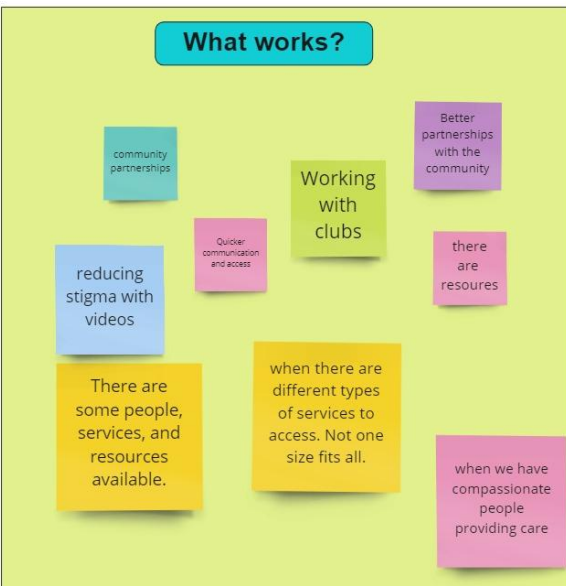 What works?
community
partnerships
Better
partnerships
with the
community
Working
with
clubs
Quicker
communication
and access
there
are
resoures
reducing
stigma with
videos
There are
some people,
services, and
resources
available.
when there are
different types
of services to
access. Not one
size fits all.
when we have
compassionate
people
providing care